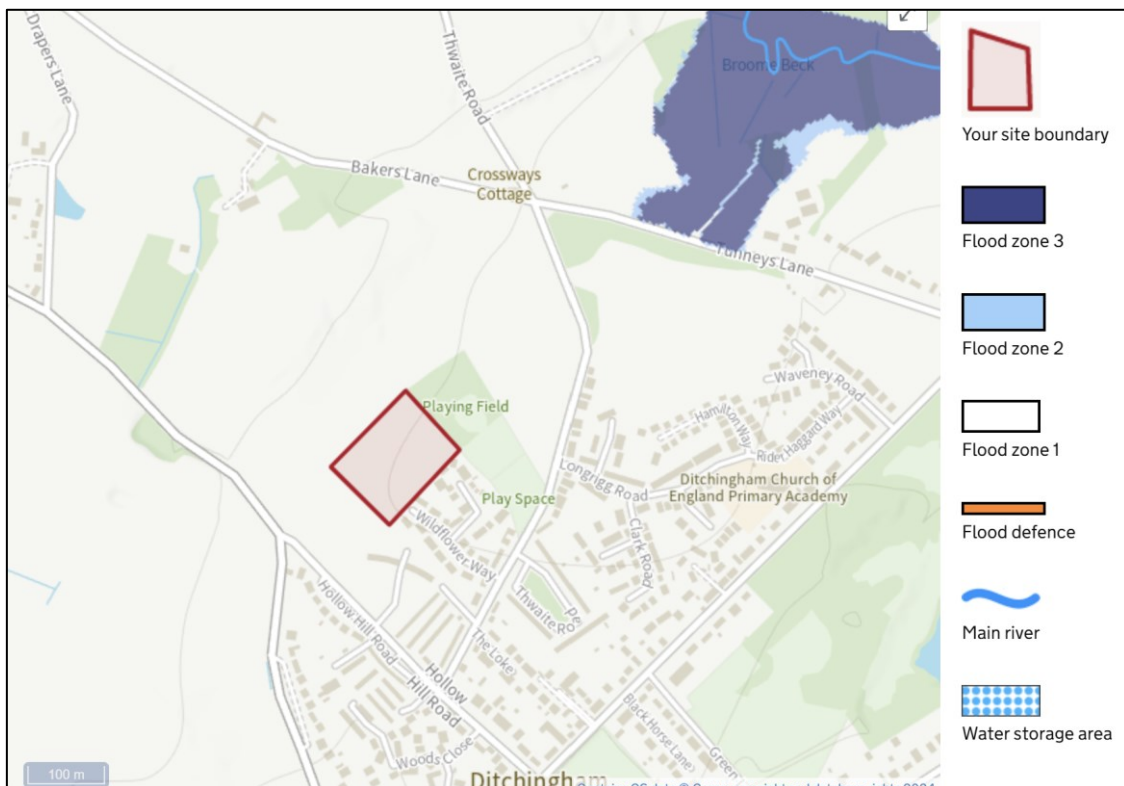 Drapers Lane
Thwaite Road
Broome Beck
Bakers Lane
Crossways
Cottage
Tunneys Lane
Playing Field
Waveney Road
Hamilton
Way
Rider Haggard Way
Longrigg Road
Ditchingham Church of
England Primary Academy
Play Space
Wildflower Way
Clark Road
Thwaite Ro
Hollow Hill Road
The Loke
Hollow
Hill Road
Black Horse Lane
Green
Woods Close
Ditchingham
100 m
Your site boundary
Flood zone 3
Flood zone 2
Flood zone 1
Flood defence
Main river
Water storage area